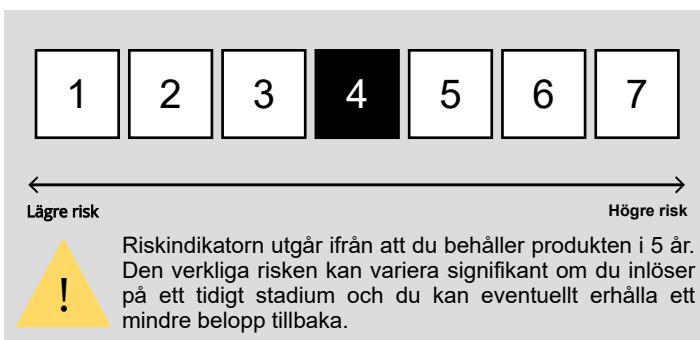 1 2 3 4 5 6 7
Lägre risk Högre risk
! Riskindikatorn utgår ifrån att du behåller produkten i 5 år.
Den verkliga risken kan variera signifikant om du inlöser
på ett tidigt stadium och du kan eventuellt erhålla ett
mindre belopp tillbaka.